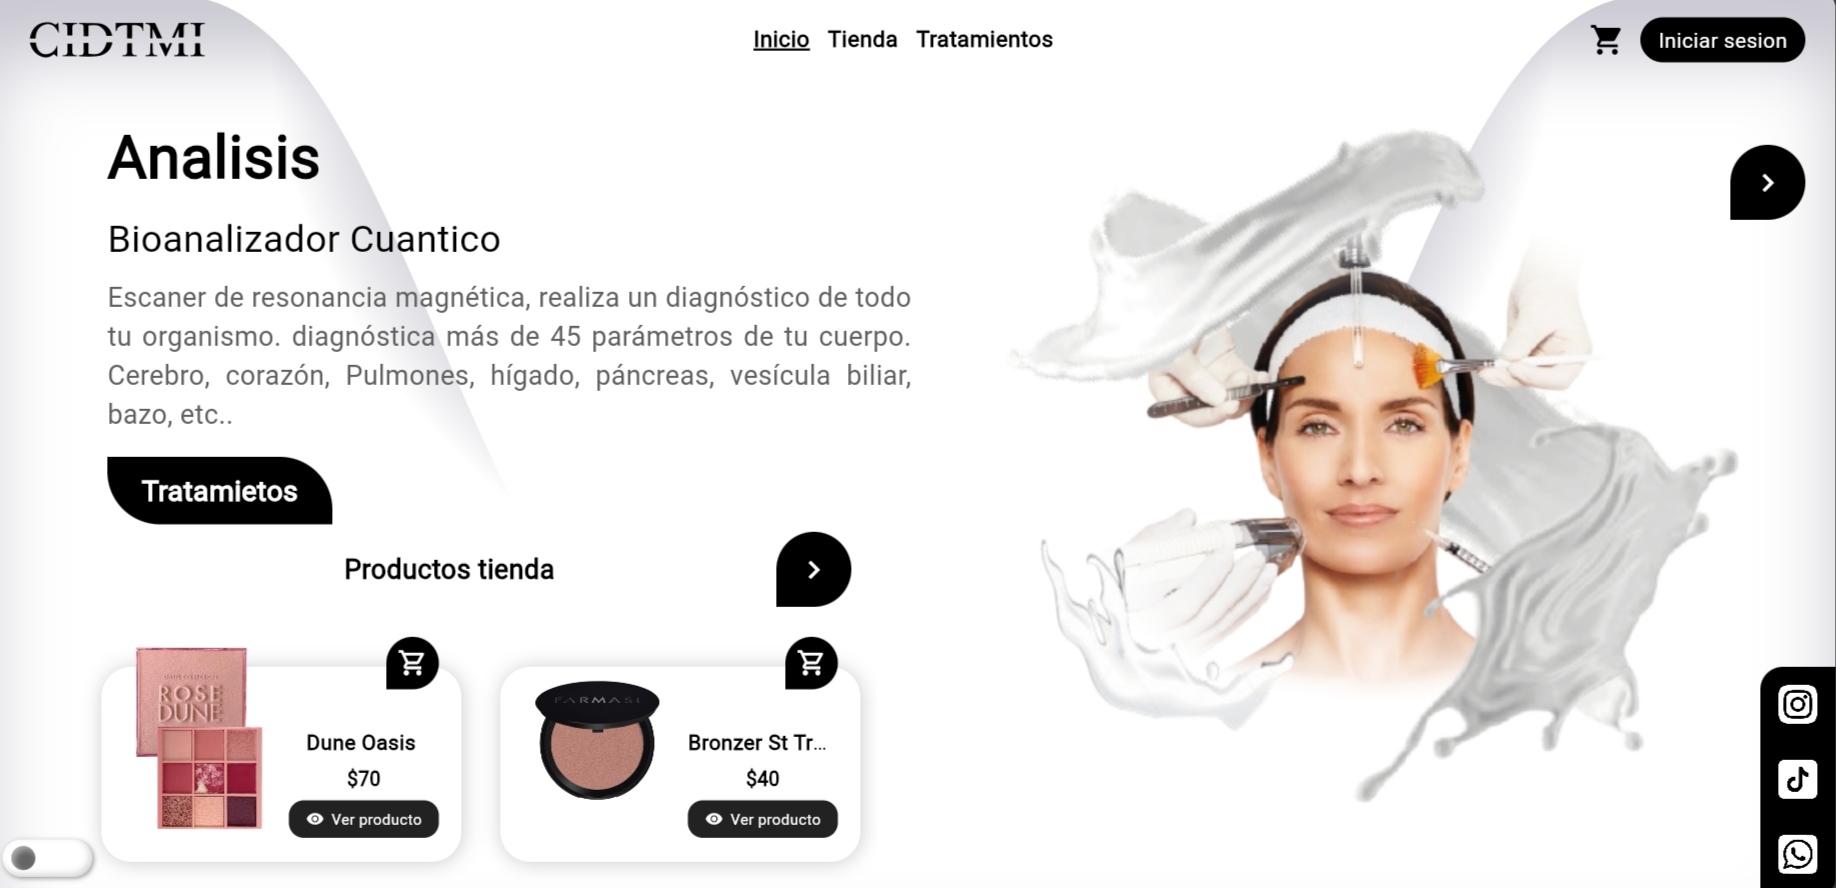 CIDTMI
Inicio Tienda Tratamientos
Iniciar sesion
Analisis
Bioanalizador Cuantico
Escaner de resonancia magnética, realiza un diagnóstico de todo
tu organismo. diagnóstica más de 45 parámetros de tu cuerpo.
Cerebro, corazón, Pulmones, hígado, páncreas, vesícula biliar,
bazo, etc..
Tratamietos
Productos tienda
ROSE
DUNE
Dune Oasis
$70
Ver producto
FARMASI
Bronzer St Tr...
$40
Ver producto